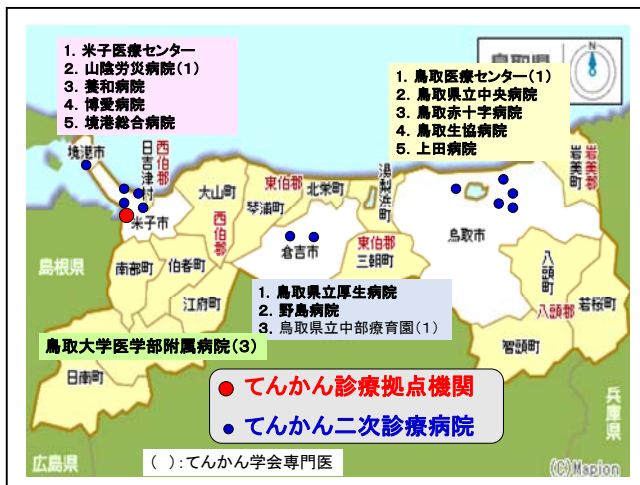 1. 米子医療センター
2. 山陰労災病院(1)
3. 養和病院
4. 博愛病院
5. 境港総合病院
鳥取県
N
1. 鳥取医療センター(1)
2. 鳥取県立中央病院
3. 鳥取赤十字病院
4. 鳥取生協病院
5. 上田病院
境港市
日吉津村
西伯郡
米子市
大山町
西伯郡
東伯郡
琴浦町
北栄町
湯梨浜町
倉吉市
東伯郡
三朝町
鳥取市
岩美町
岩美郡
八頭町
八頭郡
若桜町
智頭町
島根県
南部町
伯耆町
江府町
日南町
1. 鳥取県立厚生病院
2. 野島病院
3. 鳥取県立中部療育園(1)
鳥取大学医学部附属病院(3)
てんかん診療拠点機関
てんかん二次診療病院
( ):てんかん学会専門医
広島県
兵庫県
(C)Mapion